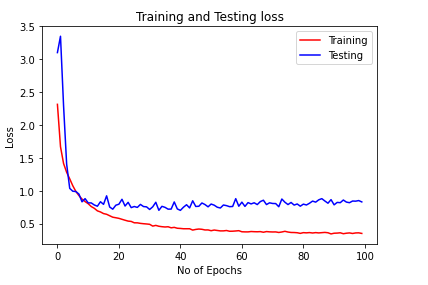 Training and Testing loss
3.5
3.0
2.5
2.0
1.5
1.0
0.5
Loss
Training
Testing
0 20 40 60 80 100
No of Epochs